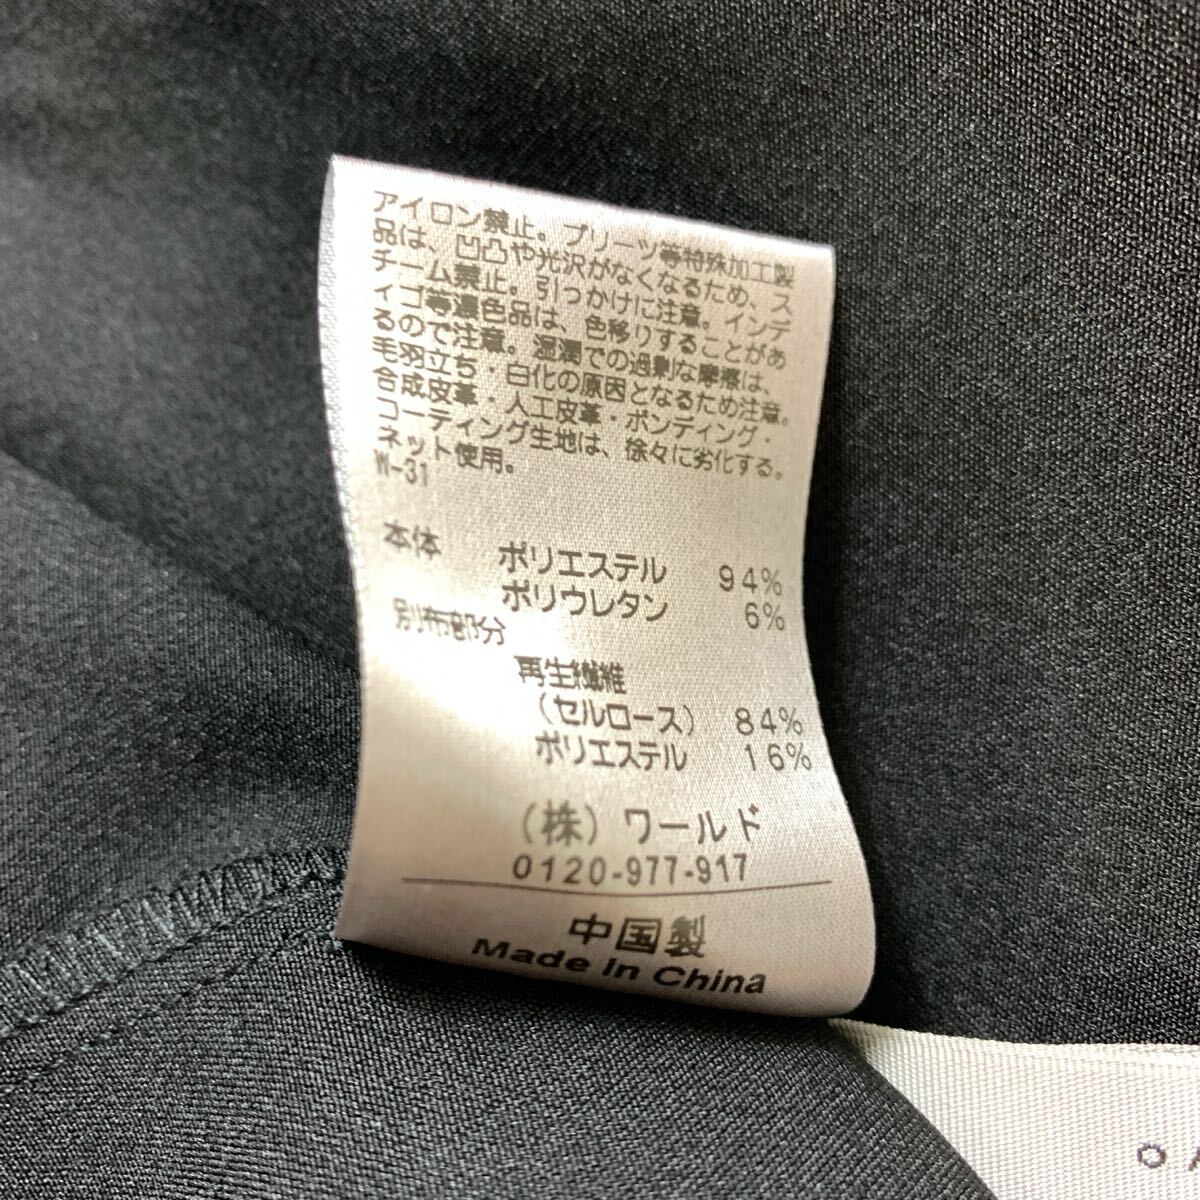 アイロン禁止。プリーツ等特殊加工製
品は、凹凸や光沢がなくなるため、ス
チーム禁止。引っかけに注意。インデ
ィゴ等濃色品は、色移りすることがあ
るので注意。湿潤での過剰な摩擦は、
毛羽立ち・白化の原因となるため注意。
合成皮革・人工皮革・ボンディング・
コーティング生地は、徐々に劣化する。
ネット使用。
W-31
本体 ポリエステル 94%
ポリウレタン 6%
別布部分
再生繊維
(セルロース) 84%
ポリエステル 16%
(株)ワールド
0120-977-917
中国製
Made in China